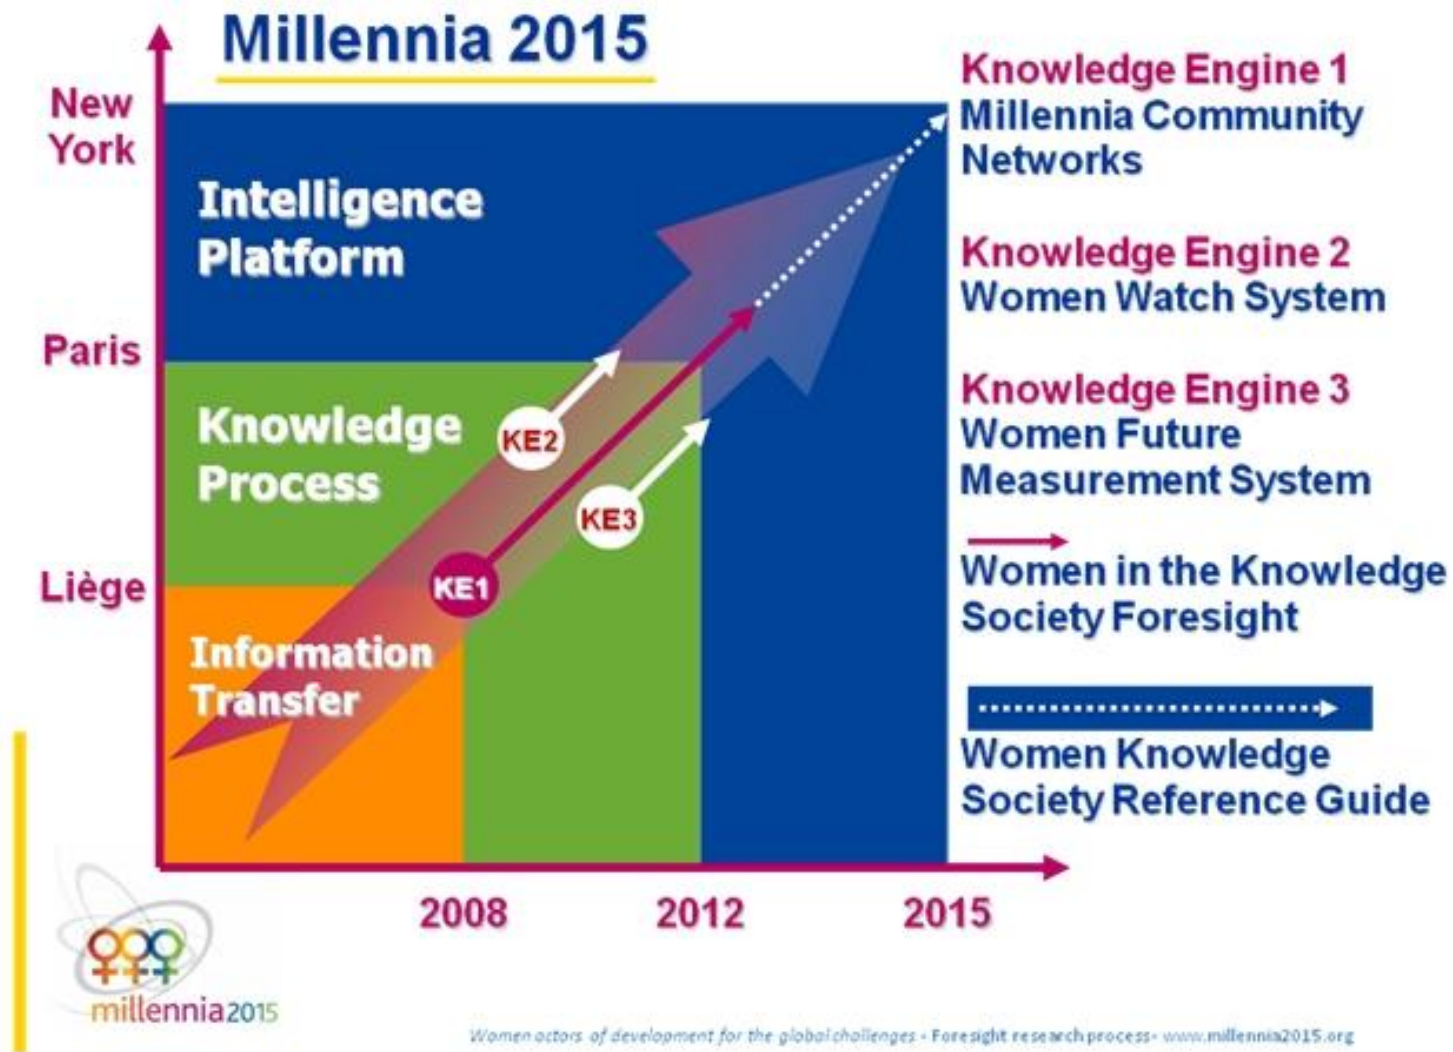 Millennia 2015
New
York
Paris
Liège
Intelligence
Platform
Knowledge
Process
Information
Transfer
KE2
KE3
KE1
2008
2012
2015
Knowledge Engine 1
Millennia Community
Networks
Knowledge Engine 2
Women Watch System
Knowledge Engine 3
Women Future
Measurement System
Women in the Knowledge
Society Foresight
Women Knowledge
Society Reference Guide
millennia2015
Women actors of development for the global challenges - Foresight research process- www.millennia2015.org